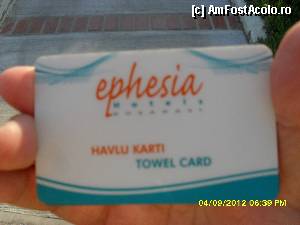 [c] AmFostAcolo.ro
ephesia
Hotels
HAVLU KARTI
TOWEL CARD
04/09/2012 06:39 PM